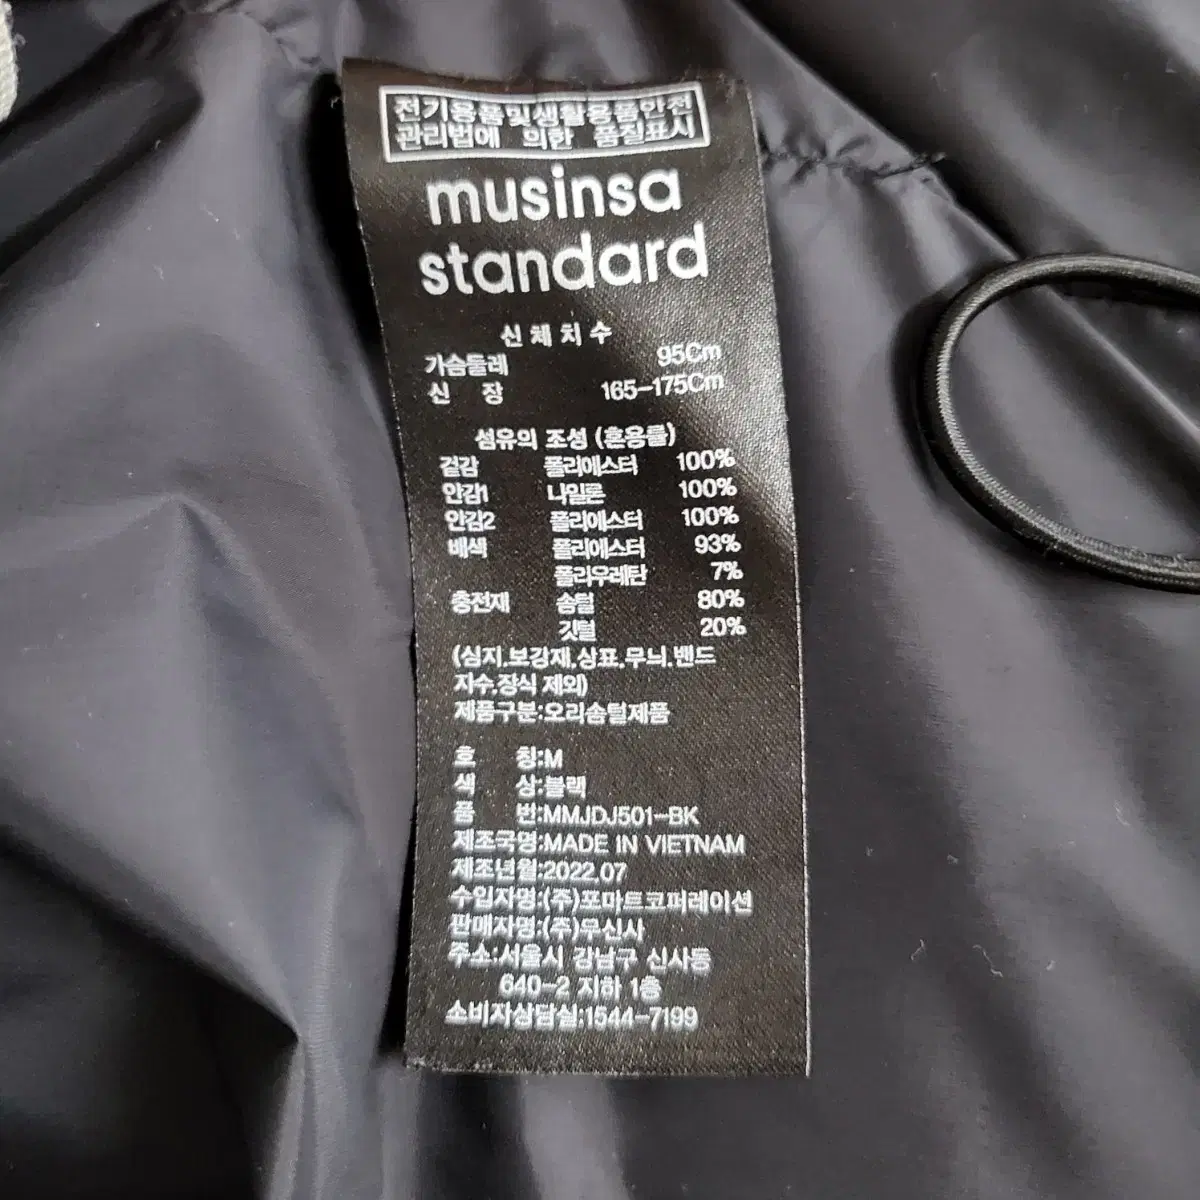 전기용품및생활용품안전
관리법에 의한 품질표시
musinsa
standard
신체치수
가슴둘레 95Cm
신 장 165-175Cm
섬유의 조성 (혼용률)
겉감 폴리에스터 100%
안감1 나일론 100%
안감2 폴리에스터 100%
배색 폴리에스터 93%
폴리우레탄 7%
충전재 솜털 80%
깃털 20%
(심지,보강재,상표,무늬,밴드
자수,장식 제외)
제품구분:오리솜털제품
호 칭:M
색 상:블랙
품 번:MMJDJ501-BK
제조국명:MADE IN VIETNAM
제조년월:2022.07
수입자명:(주)포마트코퍼레이션
판매자명:(주)무신사
주소:서울시 강남구 신사동
640-2 지하 1층
소비자상담실:1544-7199